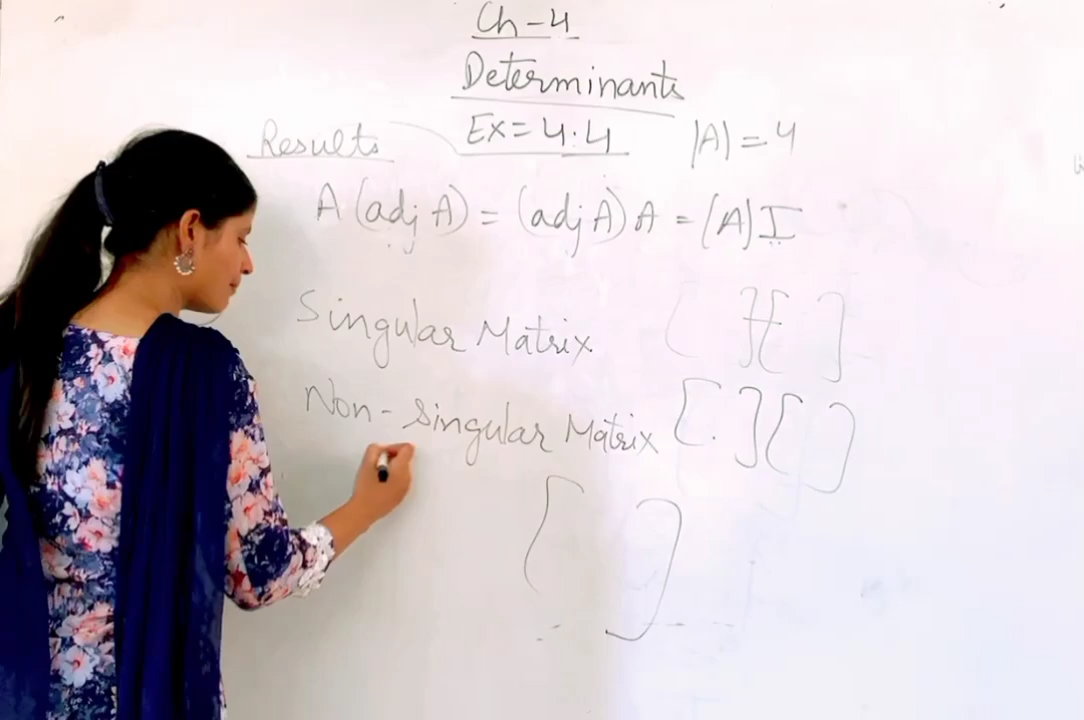 Ch-4
Determinants
Ex=4.4
Results
|A|=4
A(adj A) = (adj A) A = |A| I
Singular Matrix [ ][ ]
Non-singular Matrix [ . ][ ]
[ ]